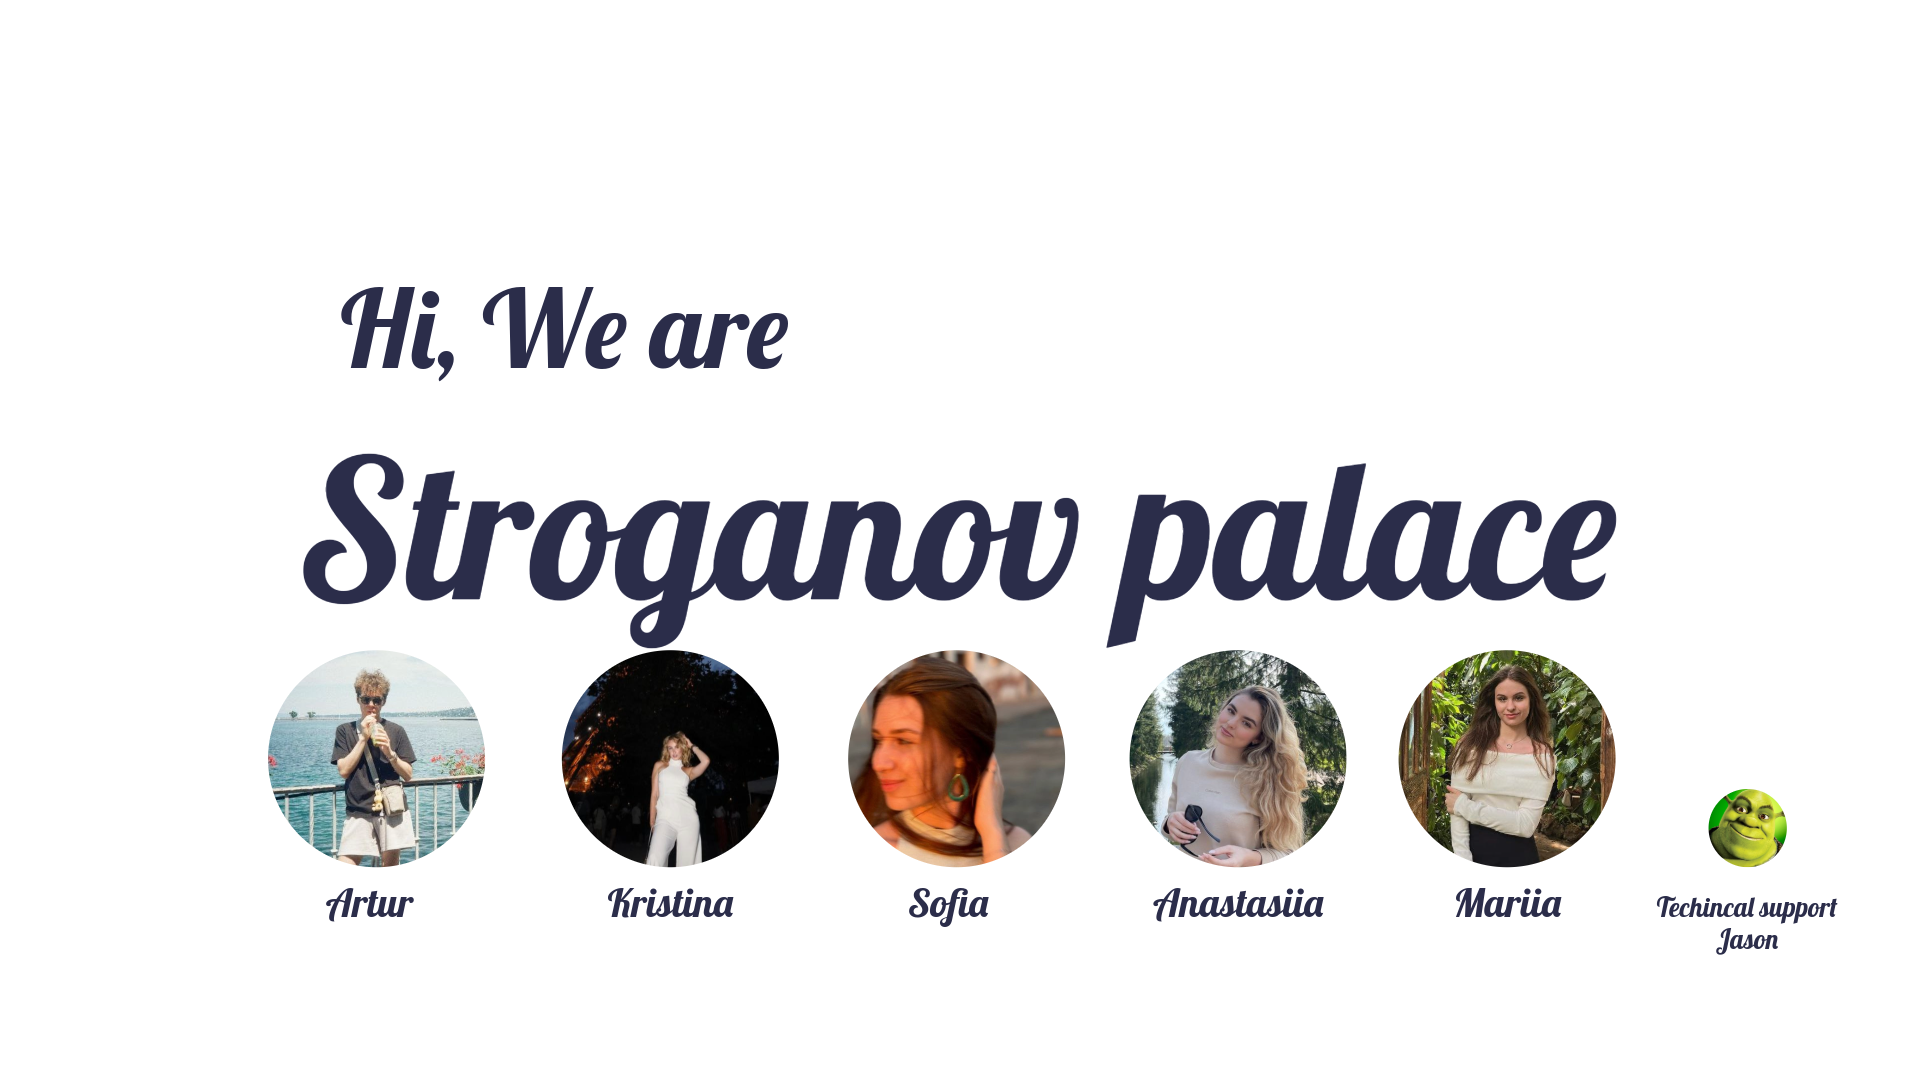 Hi, We are
Stroganov palace
Artur
Kristina
Sofia
Anastasiia
Mariia
Techincal support
Jason